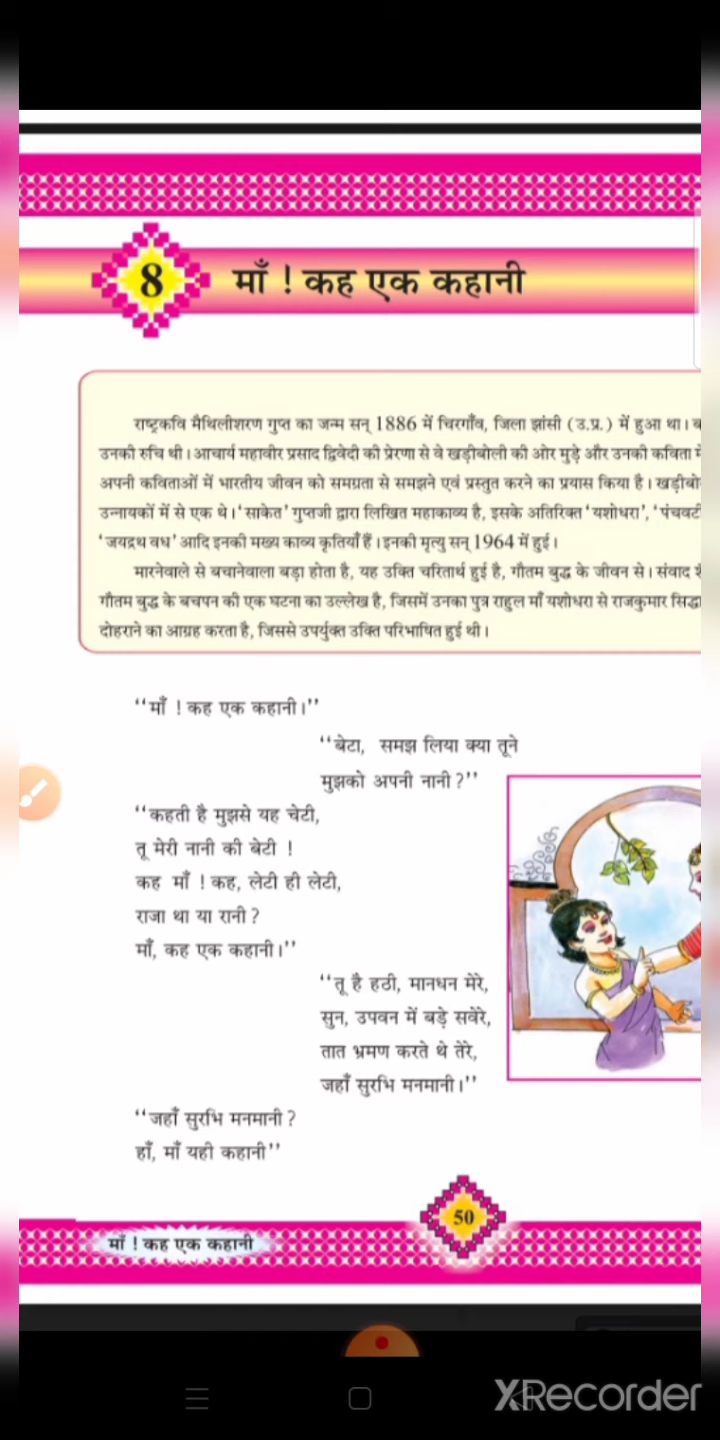 8
माँ ! कह एक कहानी
राष्ट्रकवि मैथिलीशरण गुप्त का जन्म सन् 1886 में चिरगाँव, जिला झांसी (उ.प्र.) में हुआ था।
उनकी रुचि थी। आचार्य महावीर प्रसाद द्विवेदी की प्रेरणा से वे खड़ीबोली की ओर मुड़े और उनकी कविता
अपनी कविताओं में भारतीय जीवन को समग्रता से समझने एवं प्रस्तुत करने का प्रयास किया है। खड़ीबो
उन्नायकों में से एक थे। 'साकेत' गुप्तजी द्वारा लिखित महाकाव्य है, इसके अतिरिक्त 'यशोधरा', 'पंचवटी
'जयद्रथ वध' आदि इनकी मख्य काव्य कृतियाँ हैं। इनकी मृत्यु सन् 1964 में हुई।
मारनेवाले से बचानेवाला बड़ा होता है, यह उक्ति चरितार्थ हुई है, गौतम बुद्ध के जीवन से। संवाद
गौतम बुद्ध के बचपन की एक घटना का उल्लेख है, जिसमें उनका पुत्र राहुल माँ यशोधरा से राजकुमार सिद्धा
दोहराने का आग्रह करता है, जिससे उपर्युक्त उक्ति परिभाषित हुई थी।
‘‘माँ ! कह एक कहानी।’’
‘‘बेटा, समझ लिया क्या तूने
मुझको अपनी नानी ?’’
‘‘कहती है मुझसे यह चेटी,
तू मेरी नानी की बेटी !
कह माँ ! कह, लेटी ही लेटी,
राजा था या रानी ?
माँ, कह एक कहानी।’’
‘‘तू है हठी, मानधन मेरे,
सुन, उपवन में बड़े सवेरे,
तात भ्रमण करते थे तेरे,
जहाँ सुरभि मनमानी।’’
‘‘जहाँ सुरभि मनमानी ?
हाँ, माँ यही कहानी’’
50
माँ ! कह एक कहानी
XRecorder